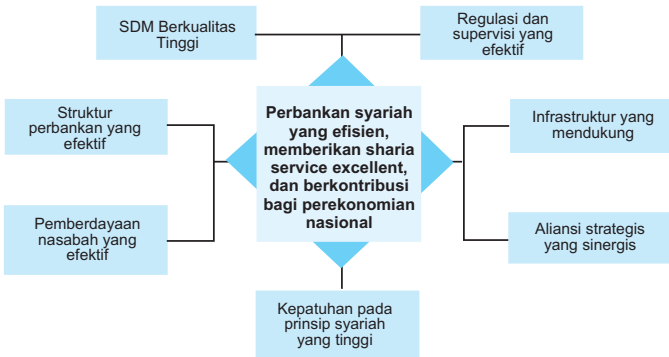 SDM Berkualitas
Tinggi
Regulasi dan
supervisi yang
efektif
Struktur
perbankan yang
efektif
Perbankan syariah
yang efisien,
memberikan sharia
service excellent,
dan berkontribusi
bagi perekonomian
nasional
Infrastruktur yang
mendukung
Pemberdayaan
nasabah yang
efektif
Aliansi strategis
yang sinergis
Kepatuhan pada
prinsip syariah
yang tinggi